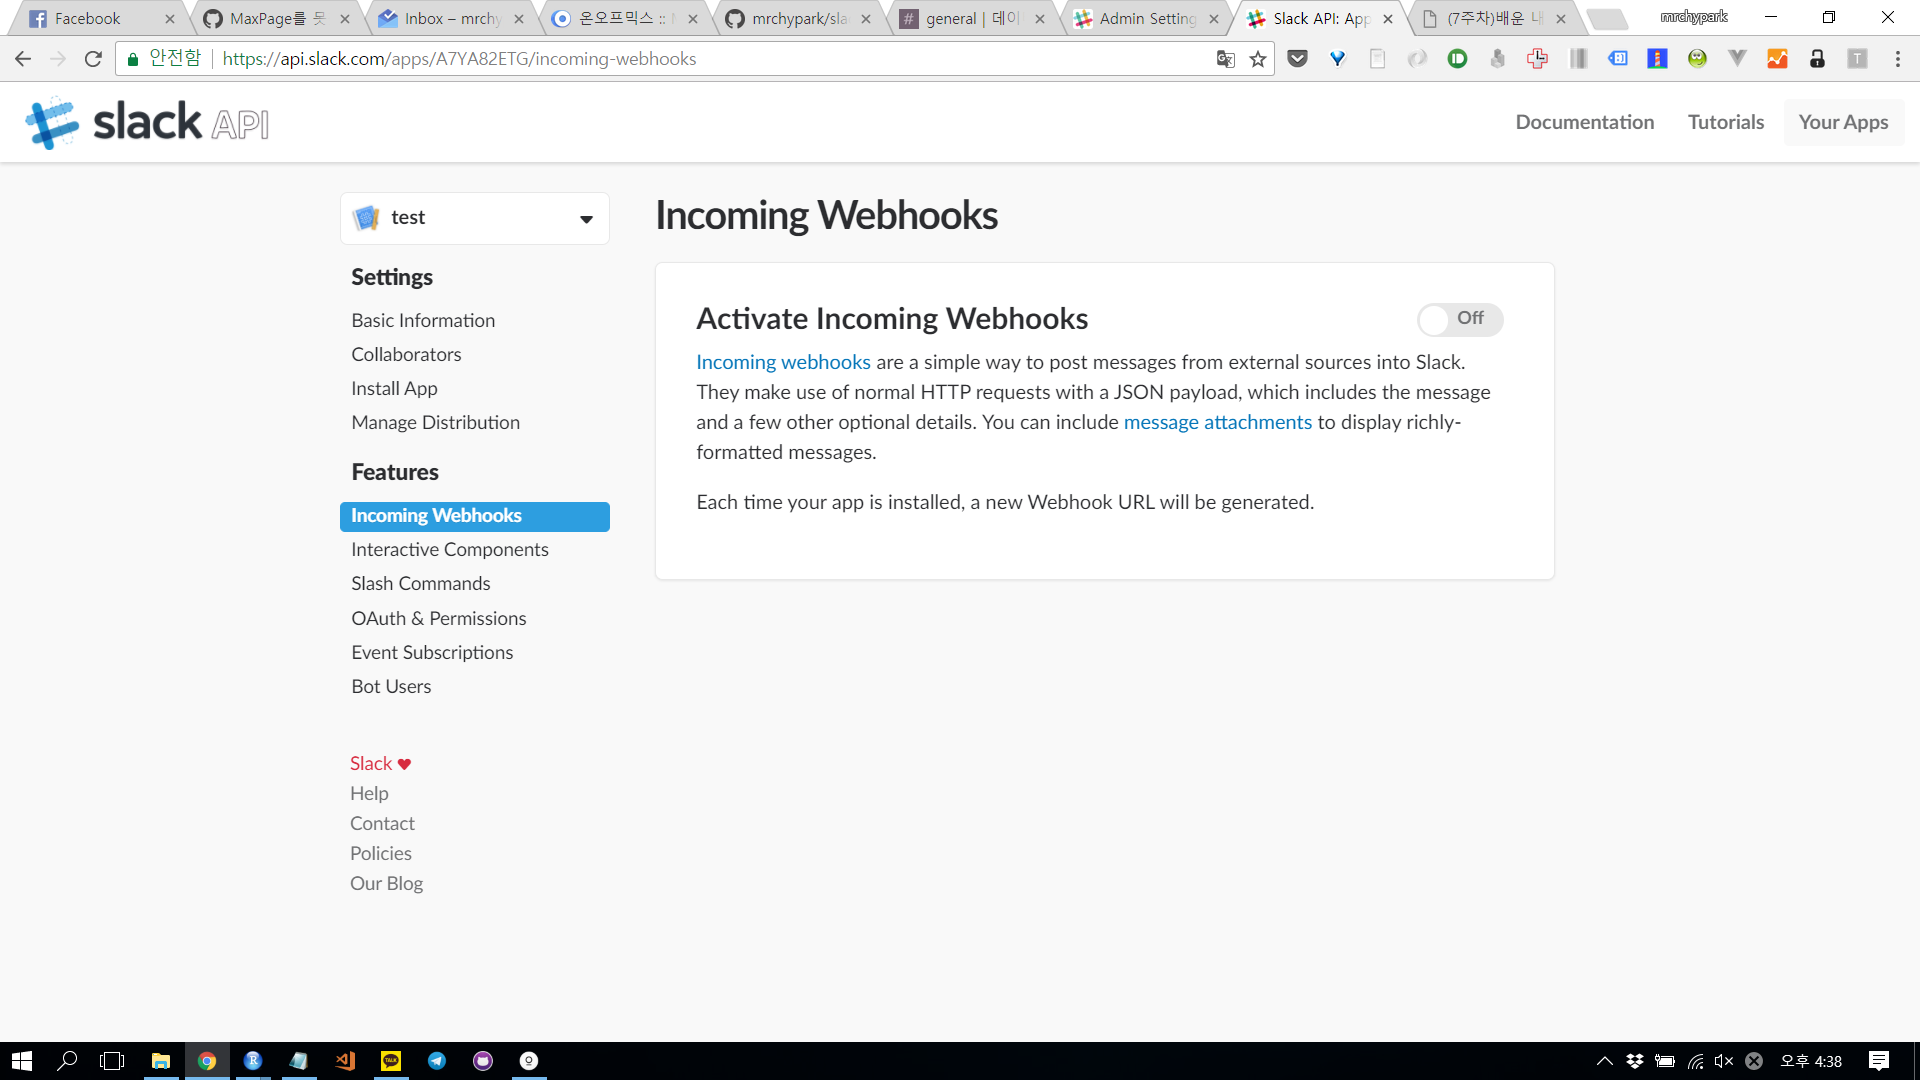 Facebook
MaxPage를 못
Inbox – mrchy
온오프믹스 ::
mrchypark/sla
general | 데이
Admin Setting
Slack API: App
(7주차)배운 내
mrchypark
안전함
https://api.slack.com/apps/A7YA82ETG/incoming-webhooks
slack API
Documentation
Tutorials
Your Apps
test
Settings
Basic Information
Collaborators
Install App
Manage Distribution
Features
Incoming Webhooks
Interactive Components
Slash Commands
OAuth & Permissions
Event Subscriptions
Bot Users
Slack ♥
Help
Contact
Policies
Our Blog
Incoming Webhooks
Activate Incoming Webhooks
Off
Incoming webhooks are a simple way to post messages from external sources into Slack.
They make use of normal HTTP requests with a JSON payload, which includes the message
and a few other optional details. You can include message attachments to display richly-
formatted messages.
Each time your app is installed, a new Webhook URL will be generated.
오후 4:38